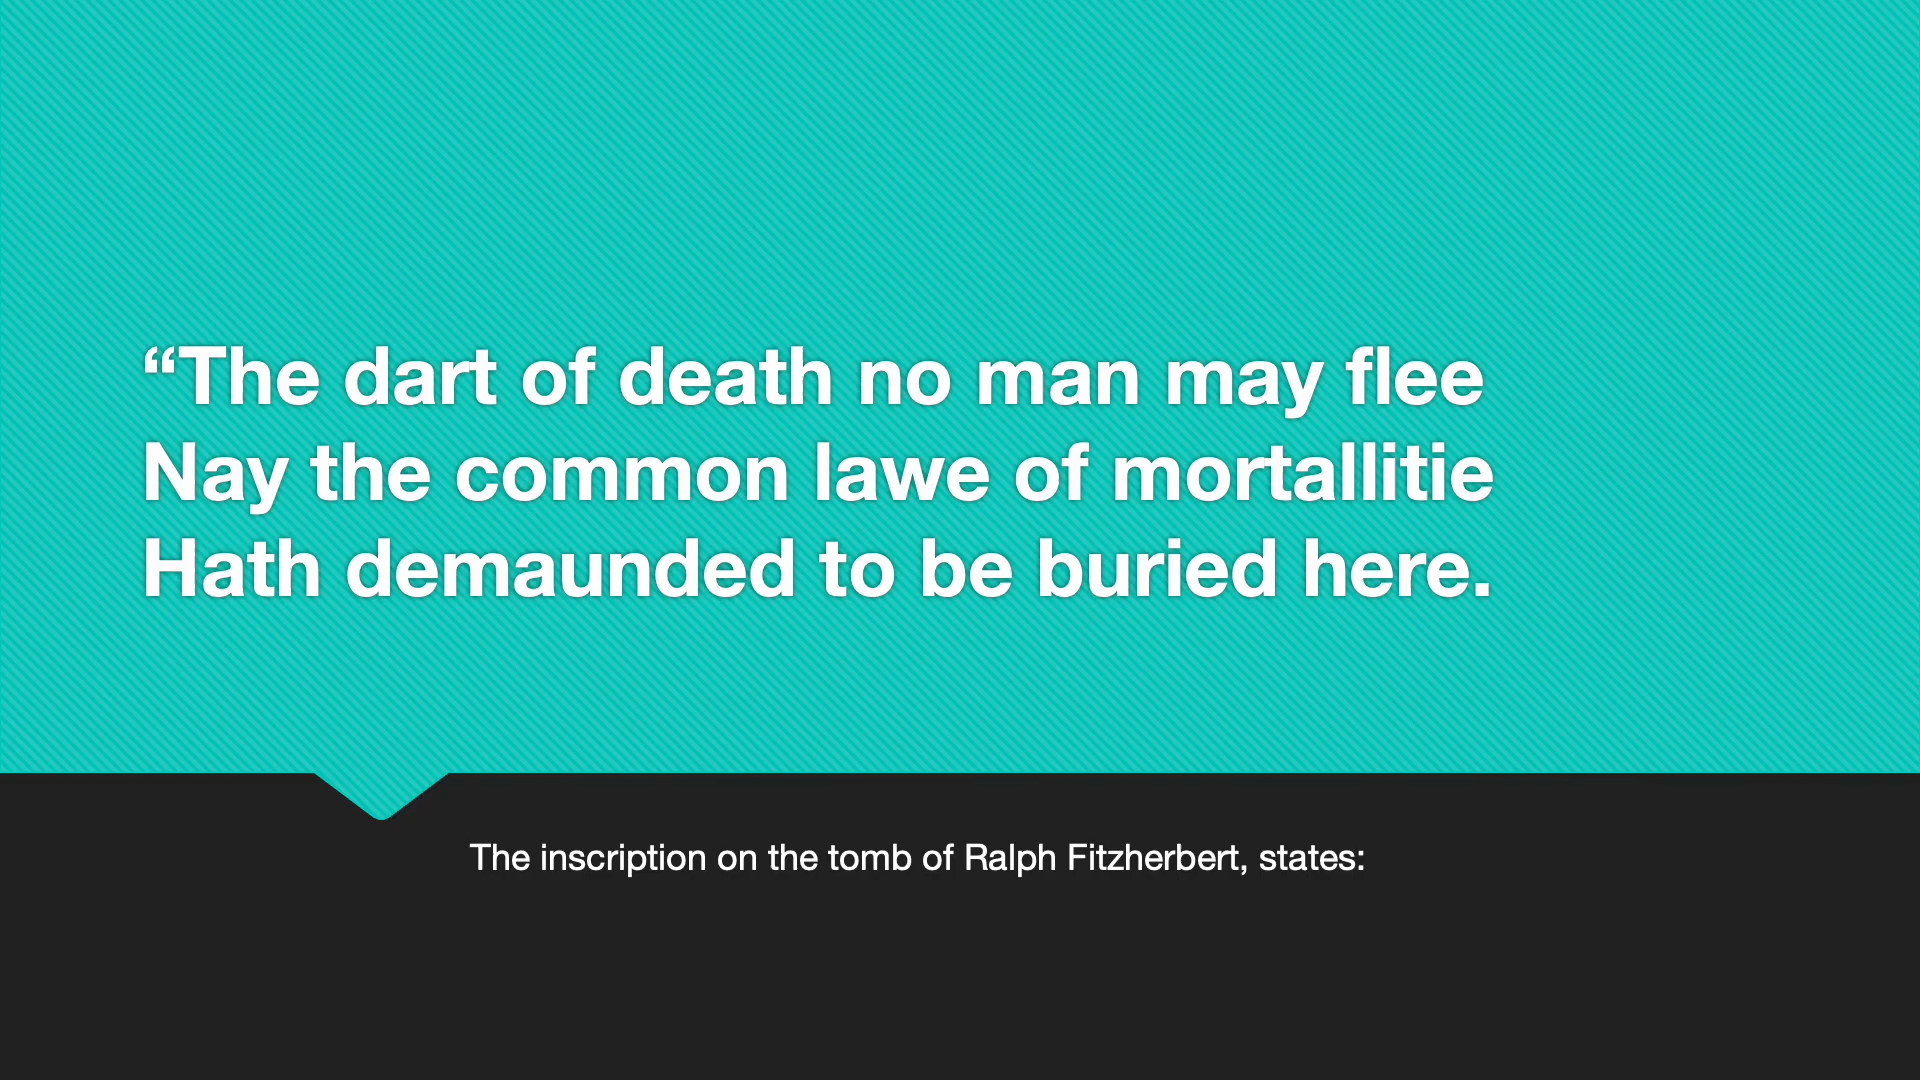 “The dart of death no man may flee
Nay the common lawe of mortallitie
Hath demaunded to be buried here.
The inscription on the tomb of Ralph Fitzherbert, states: